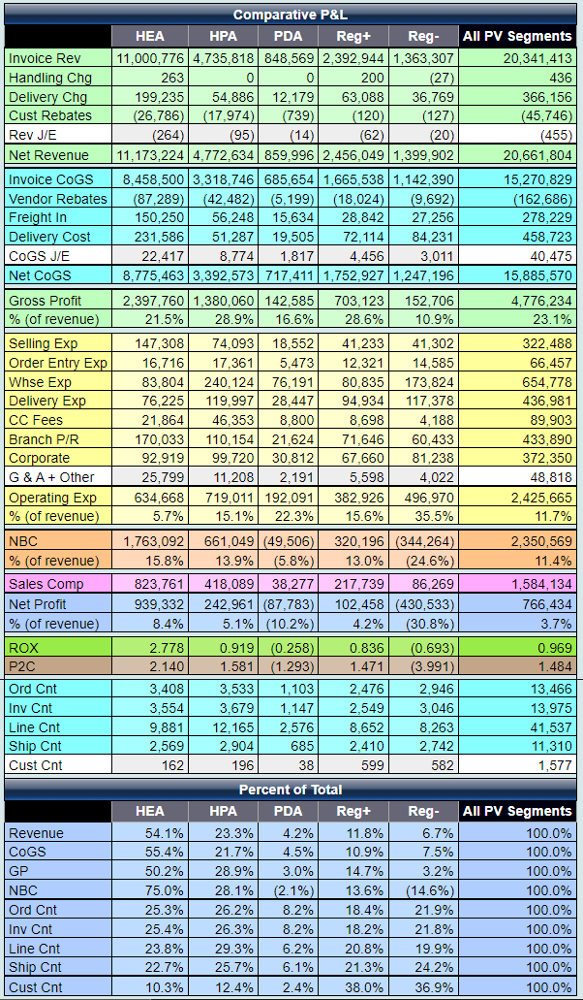 Comparative P&L
HEA HPA PDA Reg+ Reg- All PV Segments
Invoice Rev 11,000,776 4,735,818 848,569 2,392,944 1,363,307 20,341,413
Handling Chg 263 0 0 200 (27) 436
Delivery Chg 199,235 54,886 12,179 63,088 36,769 366,156
Cust Rebates (26,786) (17,974) (739) (120) (127) (45,746)
Rev J/E (264) (95) (14) (62) (20) (455)
Net Revenue 11,173,224 4,772,634 859,996 2,456,049 1,399,902 20,661,804
Invoice CoGS 8,458,500 3,318,746 685,654 1,665,538 1,142,390 15,270,829
Vendor Rebates (87,289) (42,482) (5,199) (18,024) (9,692) (162,686)
Freight In 150,250 56,248 15,634 28,842 27,256 278,229
Delivery Cost 231,586 51,287 19,505 72,114 84,231 458,723
CoGS J/E 22,417 8,774 1,817 4,456 3,011 40,475
Net CoGS 8,775,463 3,392,573 717,411 1,752,927 1,247,196 15,885,570
Gross Profit 2,397,760 1,380,060 142,585 703,123 152,706 4,776,234
% (of revenue) 21.5% 28.9% 16.6% 28.6% 10.9% 23.1%
Selling Exp 147,308 74,093 18,552 41,233 41,302 322,488
Order Entry Exp 16,716 17,361 5,473 12,321 14,585 66,457
Whse Exp 83,804 240,124 76,191 80,835 173,824 654,778
Delivery Exp 76,225 119,997 28,447 94,934 117,378 436,981
CC Fees 21,864 46,353 8,800 8,698 4,188 89,903
Branch P/R 170,033 110,154 21,624 71,646 60,433 433,890
Corporate 92,919 99,720 30,812 67,660 81,238 372,350
G & A + Other 25,799 11,208 2,191 5,598 4,022 48,818
Operating Exp 634,668 719,011 192,091 382,926 496,970 2,425,665
% (of revenue) 5.7% 15.1% 22.3% 15.6% 35.5% 11.7%
NBC 1,763,092 661,049 (49,506) 320,196 (344,264) 2,350,569
% (of revenue) 15.8% 13.9% (5.8%) 13.0% (24.6%) 11.4%
Sales Comp 823,761 418,089 38,277 217,739 86,269 1,584,134
Net Profit 939,332 242,961 (87,783) 102,458 (430,533) 766,434
% (of revenue) 8.4% 5.1% (10.2%) 4.2% (30.8%) 3.7%
ROX 2.778 0.919 (0.258) 0.836 (0.693) 0.969
P2C 2.140 1.581 (1.293) 1.471 (3.991) 1.484
Ord Cnt 3,408 3,533 1,103 2,476 2,946 13,466
Inv Cnt 3,554 3,679 1,147 2,549 3,046 13,975
Line Cnt 9,881 12,165 2,576 8,652 8,263 41,537
Ship Cnt 2,569 2,904 685 2,410 2,742 11,310
Cust Cnt 162 196 38 599 582 1,577
Percent of Total
HEA HPA PDA Reg+ Reg- All PV Segments
Revenue 54.1% 23.3% 4.2% 11.8% 6.7% 100.0%
CoGS 55.4% 21.7% 4.5% 10.9% 7.5% 100.0%
GP 50.2% 28.9% 3.0% 14.7% 3.2% 100.0%
NBC 75.0% 28.1% (2.1%) 13.6% (14.6%) 100.0%
Ord Cnt 25.3% 26.2% 8.2% 18.4% 21.9% 100.0%
Inv Cnt 25.4% 26.3% 8.2% 18.2% 21.8% 100.0%
Line Cnt 23.8% 29.3% 6.2% 20.8% 19.9% 100.0%
Ship Cnt 22.7% 25.7% 6.1% 21.3% 24.2% 100.0%
Cust Cnt 10.3% 12.4% 2.4% 38.0% 36.9% 100.0%